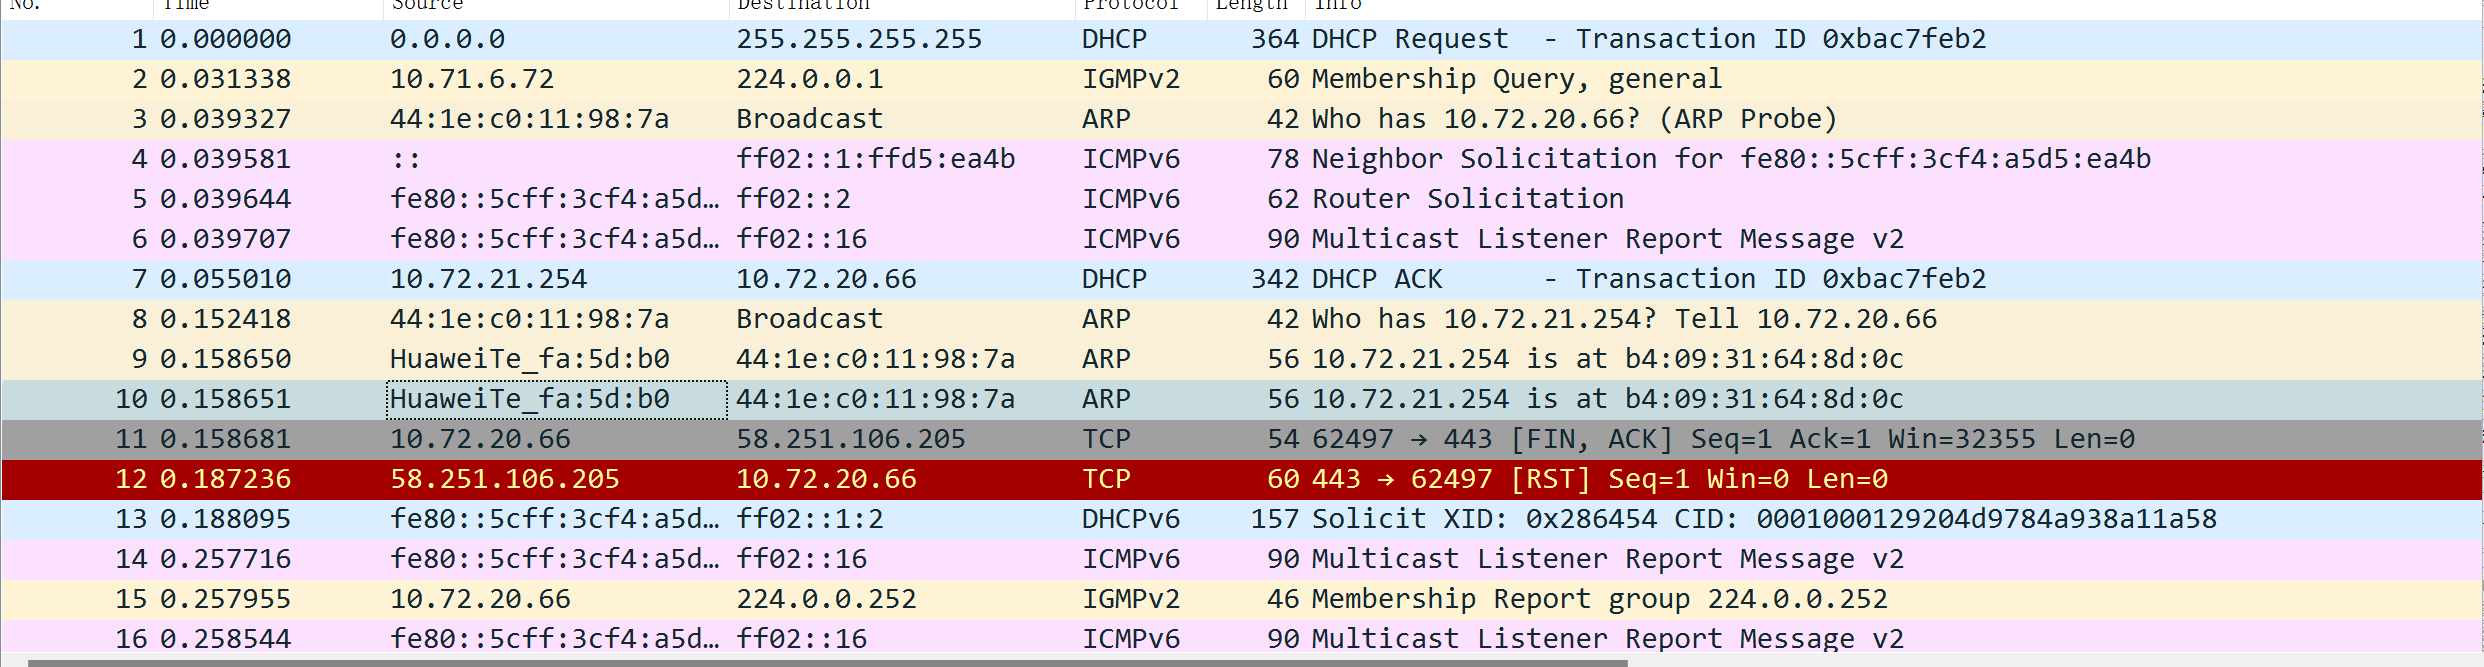 No. Time Source Destination Protocol Length Info
1 0.000000 0.0.0.0 255.255.255.255 DHCP 364 DHCP Request - Transaction ID 0xbac7feb2
2 0.031338 10.71.6.72 224.0.0.1 IGMPv2 60 Membership Query, general
3 0.039327 44:1e:c0:11:98:7a Broadcast ARP 42 Who has 10.72.20.66? (ARP Probe)
4 0.039581 :: ff02::1:ffd5:ea4b ICMPv6 78 Neighbor Solicitation for fe80::5cff:3cf4:a5d5:ea4b
5 0.039644 fe80::5cff:3cf4:a5d… ff02::2 ICMPv6 62 Router Solicitation
6 0.039707 fe80::5cff:3cf4:a5d… ff02::16 ICMPv6 90 Multicast Listener Report Message v2
7 0.055010 10.72.21.254 10.72.20.66 DHCP 342 DHCP ACK - Transaction ID 0xbac7feb2
8 0.152418 44:1e:c0:11:98:7a Broadcast ARP 42 Who has 10.72.21.254? Tell 10.72.20.66
9 0.158650 HuaweiTe_fa:5d:b0 44:1e:c0:11:98:7a ARP 56 10.72.21.254 is at b4:09:31:64:8d:0c
10 0.158651 HuaweiTe_fa:5d:b0 44:1e:c0:11:98:7a ARP 56 10.72.21.254 is at b4:09:31:64:8d:0c
11 0.158681 10.72.20.66 58.251.106.205 TCP 54 62497 → 443 [FIN, ACK] Seq=1 Ack=1 Win=32355 Len=0
12 0.187236 58.251.106.205 10.72.20.66 TCP 60 443 → 62497 [RST] Seq=1 Win=0 Len=0
13 0.188095 fe80::5cff:3cf4:a5d… ff02::1:2 DHCPv6 157 Solicit XID: 0x286454 CID: 0001000129204d9784a938a11a58
14 0.257716 fe80::5cff:3cf4:a5d… ff02::16 ICMPv6 90 Multicast Listener Report Message v2
15 0.257955 10.72.20.66 224.0.0.252 IGMPv2 46 Membership Report group 224.0.0.252
16 0.258544 fe80::5cff:3cf4:a5d… ff02::16 ICMPv6 90 Multicast Listener Report Message v2